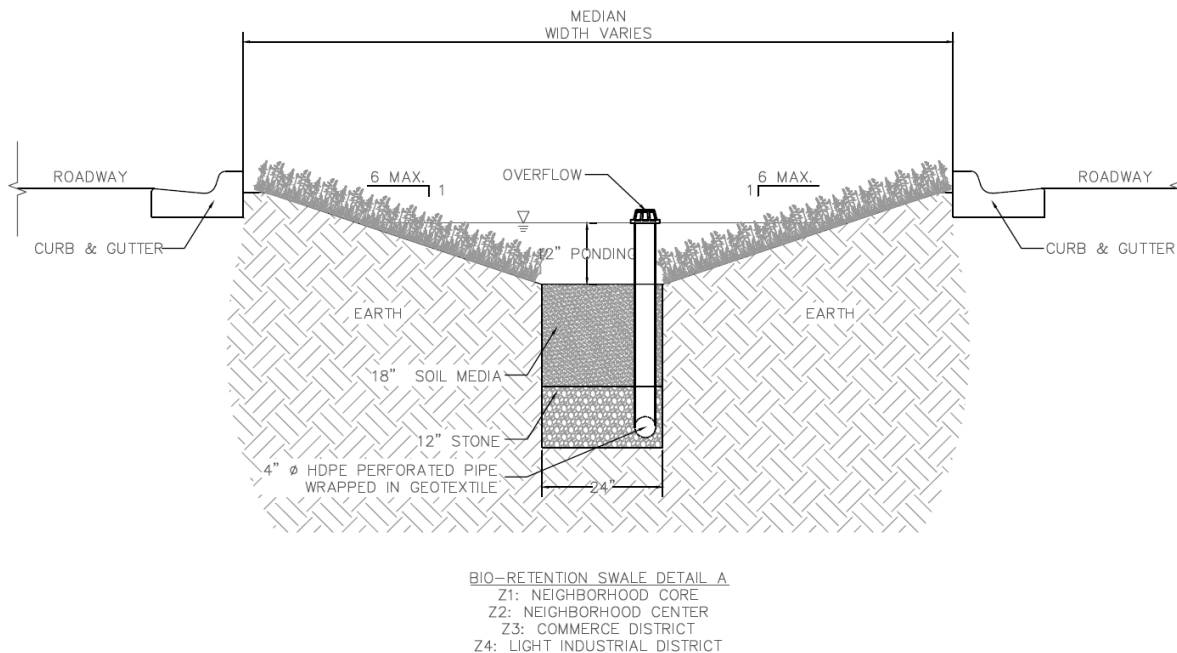 MEDIAN
WIDTH VARIES
ROADWAY
6 MAX.
1
OVERFLOW
6 MAX.
1
ROADWAY
CURB & GUTTER
12" PONDING
CURB & GUTTER
EARTH
EARTH
18" SOIL MEDIA
12" STONE
4" ø HDPE PERFORATED PIPE
WRAPPED IN GEOTEXTILE
24"
BIO-RETENTION SWALE DETAIL A
Z1: NEIGHBORHOOD CORE
Z2: NEIGHBORHOOD CENTER
Z3: COMMERCE DISTRICT
Z4: LIGHT INDUSTRIAL DISTRICT